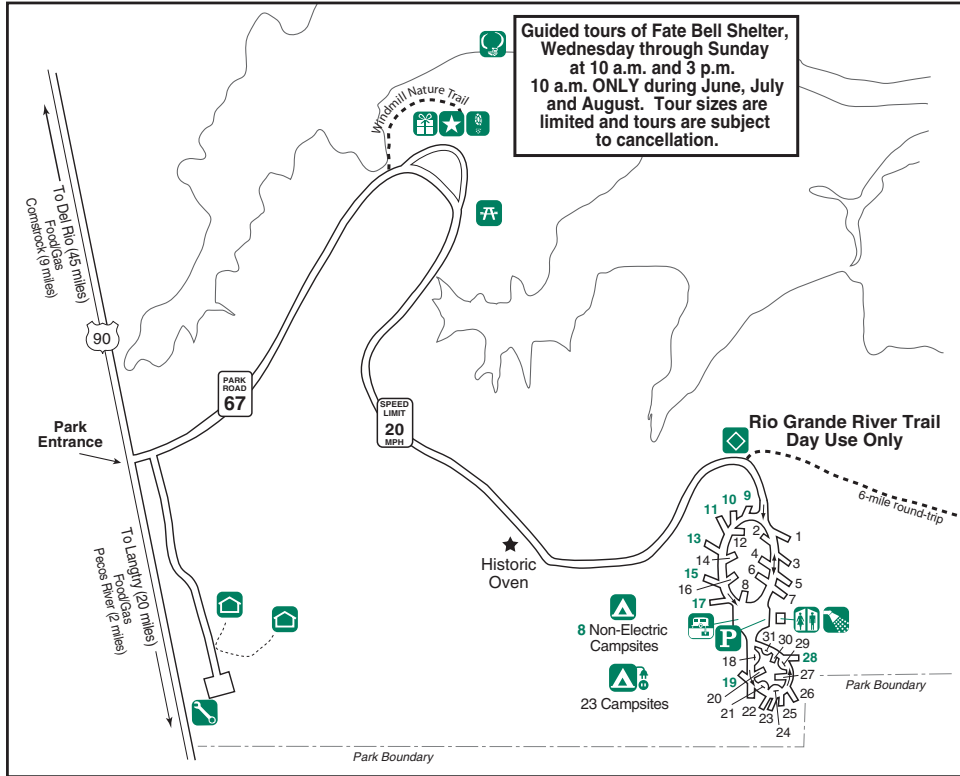 Guided tours of Fate Bell Shelter,
Wednesday through Sunday
at 10 a.m. and 3 p.m.
10 a.m. ONLY during June, July
and August. Tour sizes are
limited and tours are subject
to cancellation.
Windmill Nature Trail
To Del Rio (45 miles)
Food/Gas
Comstrock (9 miles)
90
PARK
ROAD
67
SPEED
LIMIT
20
MPH
Park
Entrance
Rio Grande River Trail
Day Use Only
6-mile round-trip
To Langtry (20 miles)
Food/Gas
Pecos River (2 miles)
Historic
Oven
9
10
11
2
1
12
13
4
3
14
6
5
15
16
8
7
17
P
8 Non-Electric
Campsites
31
30
29
18
28
27
19
20
26
21
22
23
25
24
23 Campsites
Park Boundary
Park Boundary